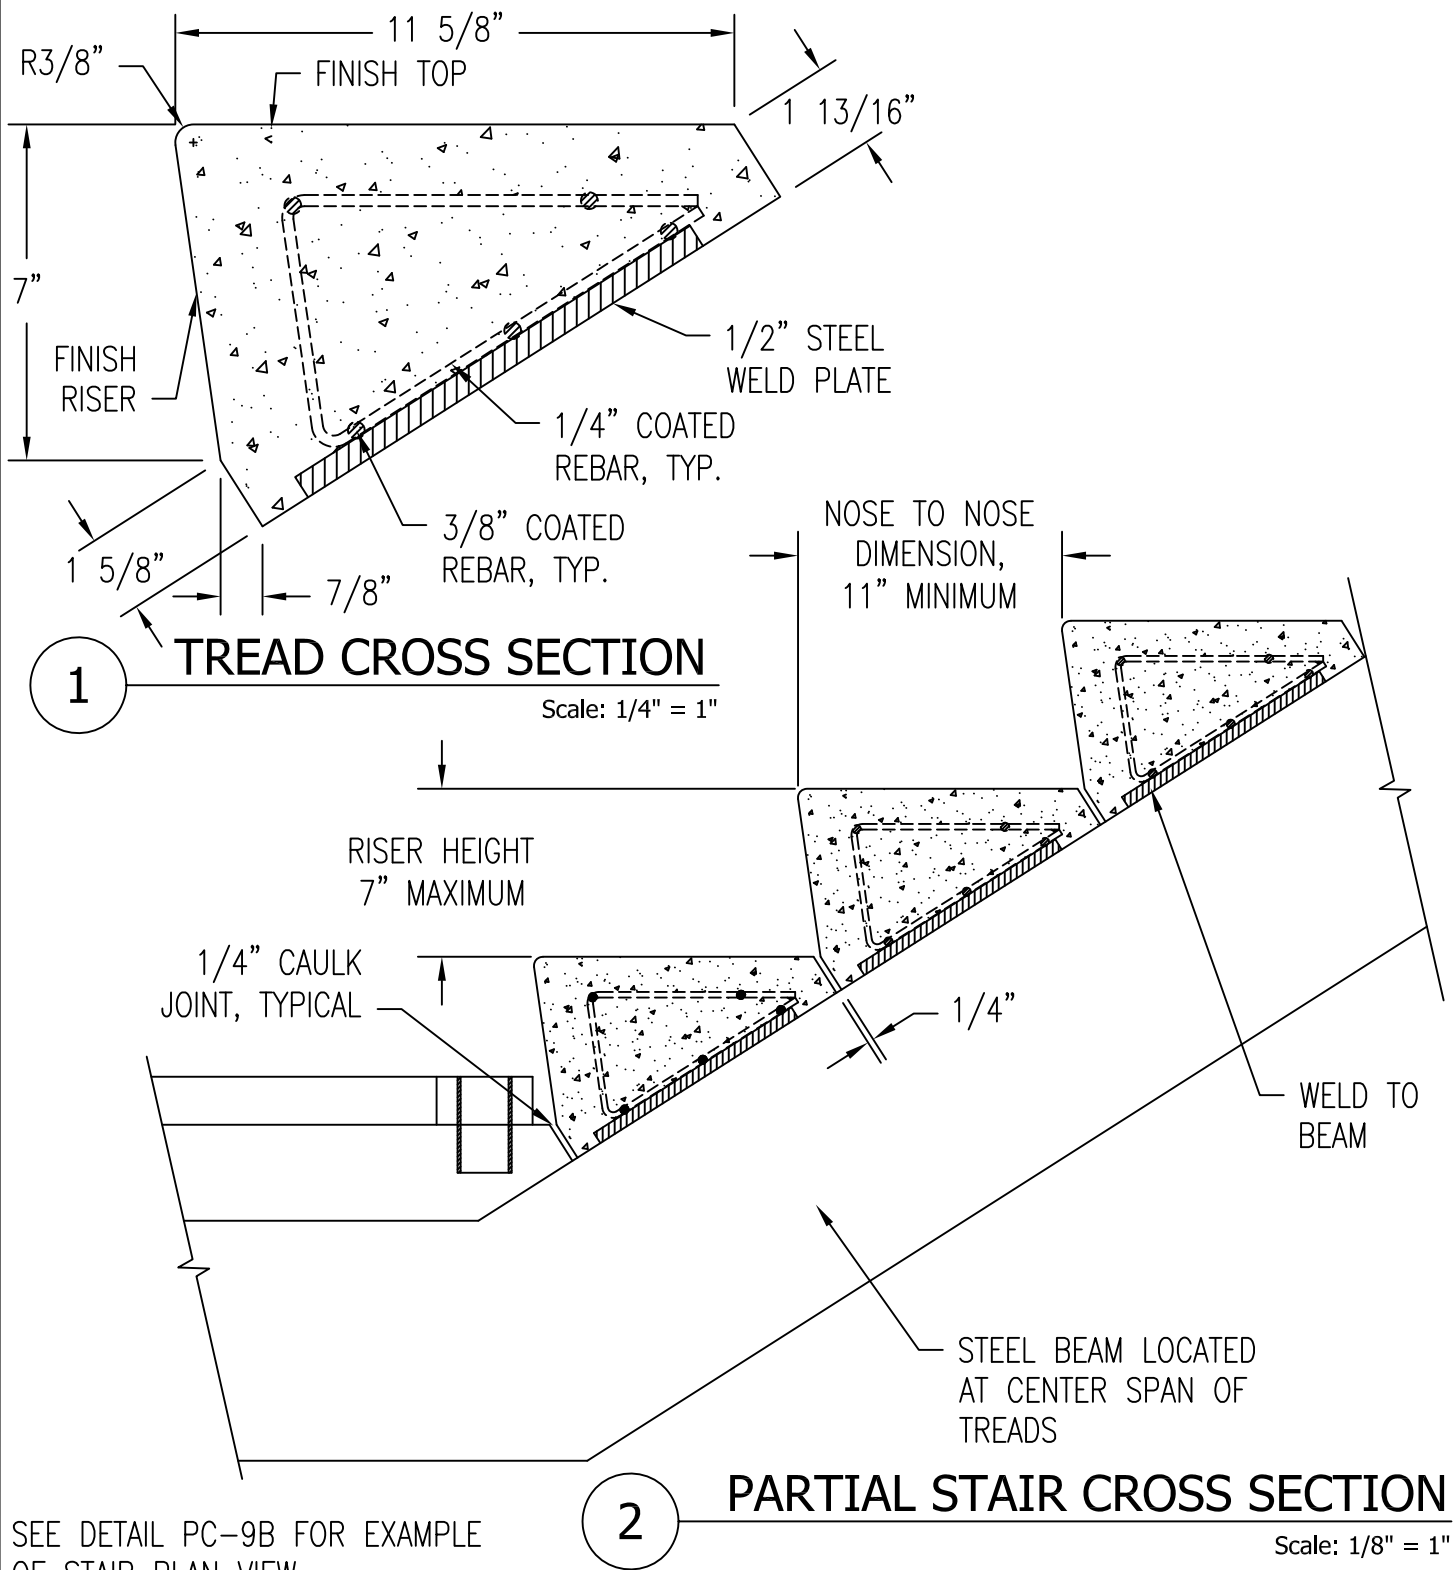 11 5/8"
R3/8"
FINISH TOP
1 13/16"
7"
FINISH
RISER
1/2" STEEL
WELD PLATE
1/4" COATED
REBAR, TYP.
3/8" COATED
REBAR, TYP.
1 5/8"
7/8"
1
TREAD CROSS SECTION
Scale: 1/4" = 1"
NOSE TO NOSE
DIMENSION,
11" MINIMUM
RISER HEIGHT
7" MAXIMUM
1/4" CAULK
JOINT, TYPICAL
1/4"
WELD TO
BEAM
STEEL BEAM LOCATED
AT CENTER SPAN OF
TREADS
2
PARTIAL STAIR CROSS SECTION
Scale: 1/8" = 1"
SEE DETAIL PC-9B FOR EXAMPLE
OF STAIR PLAN VIEW